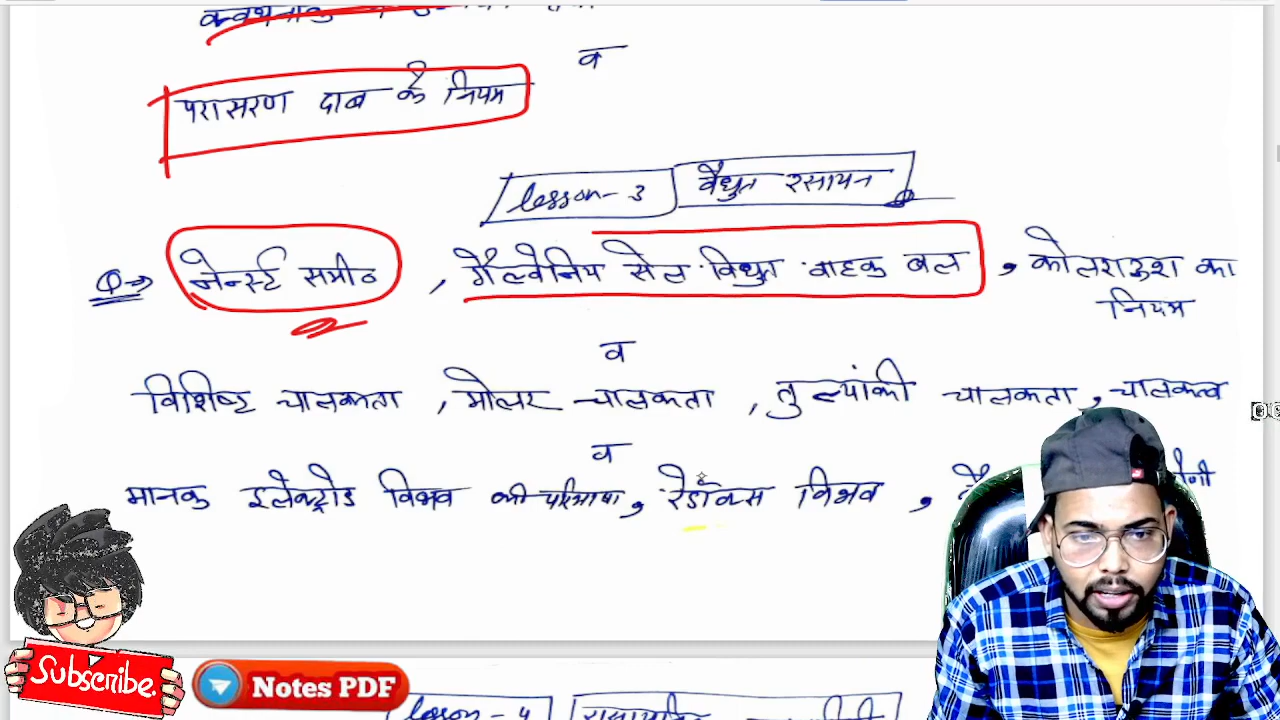 परासरण दाब के नियम
व
lesson-3 वैधुत रसायन
Q→ नेर्न्स्ट समी० , गैल्वेनिय सेल विधुत वाहक बल , कोलराऊश का
नियम
व
विशिष्ट चालकता , मोलर चालकता , तुल्यांकी चालकता , चालकत्व
व
मानक इलेक्ट्रोड विभव की परिभाषा , रेडॉक्स विभव ,
Subscribe.
Notes PDF
lesson-4